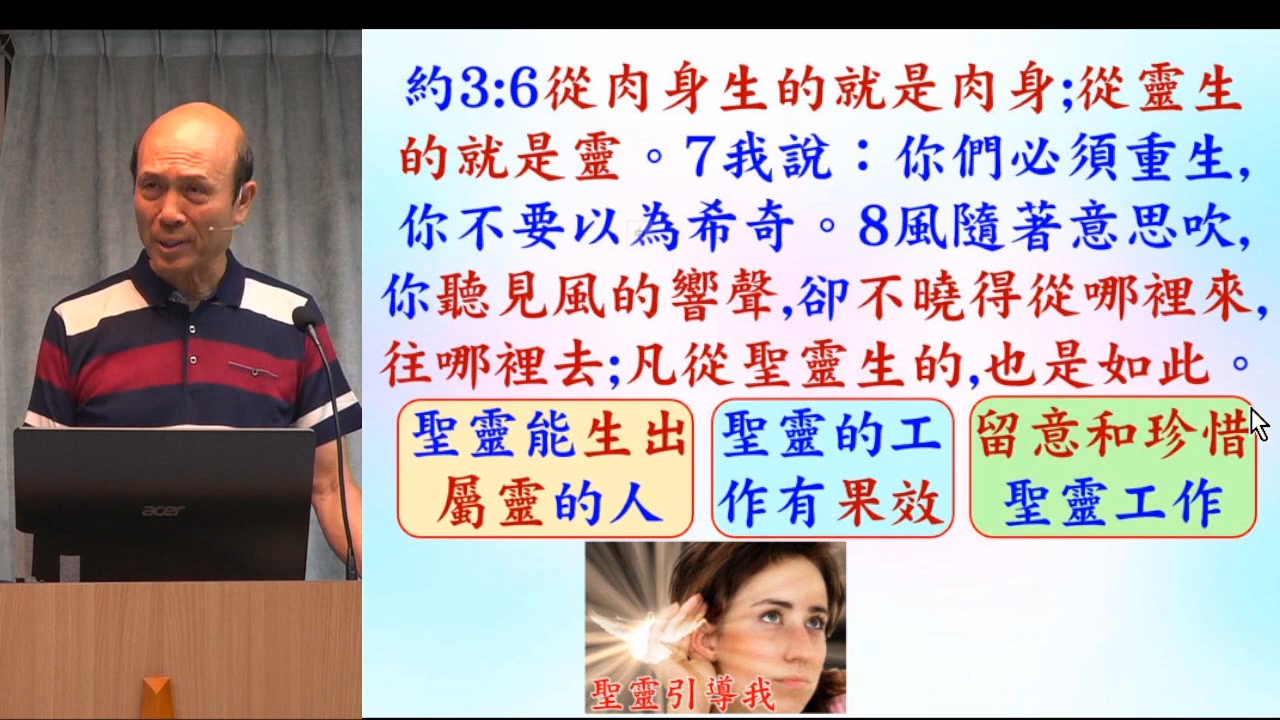 約3:6從肉身生的就是肉身;從靈生
的就是靈。7我說：你們必須重生,
你不要以為希奇。8風隨著意思吹,
你聽見風的響聲,卻不曉得從哪裡來,
往哪裡去;凡從聖靈生的,也是如此。
聖靈能生出
屬靈的人
聖靈的工
作有果效
留意和珍惜
聖靈工作
聖靈引導我
acer